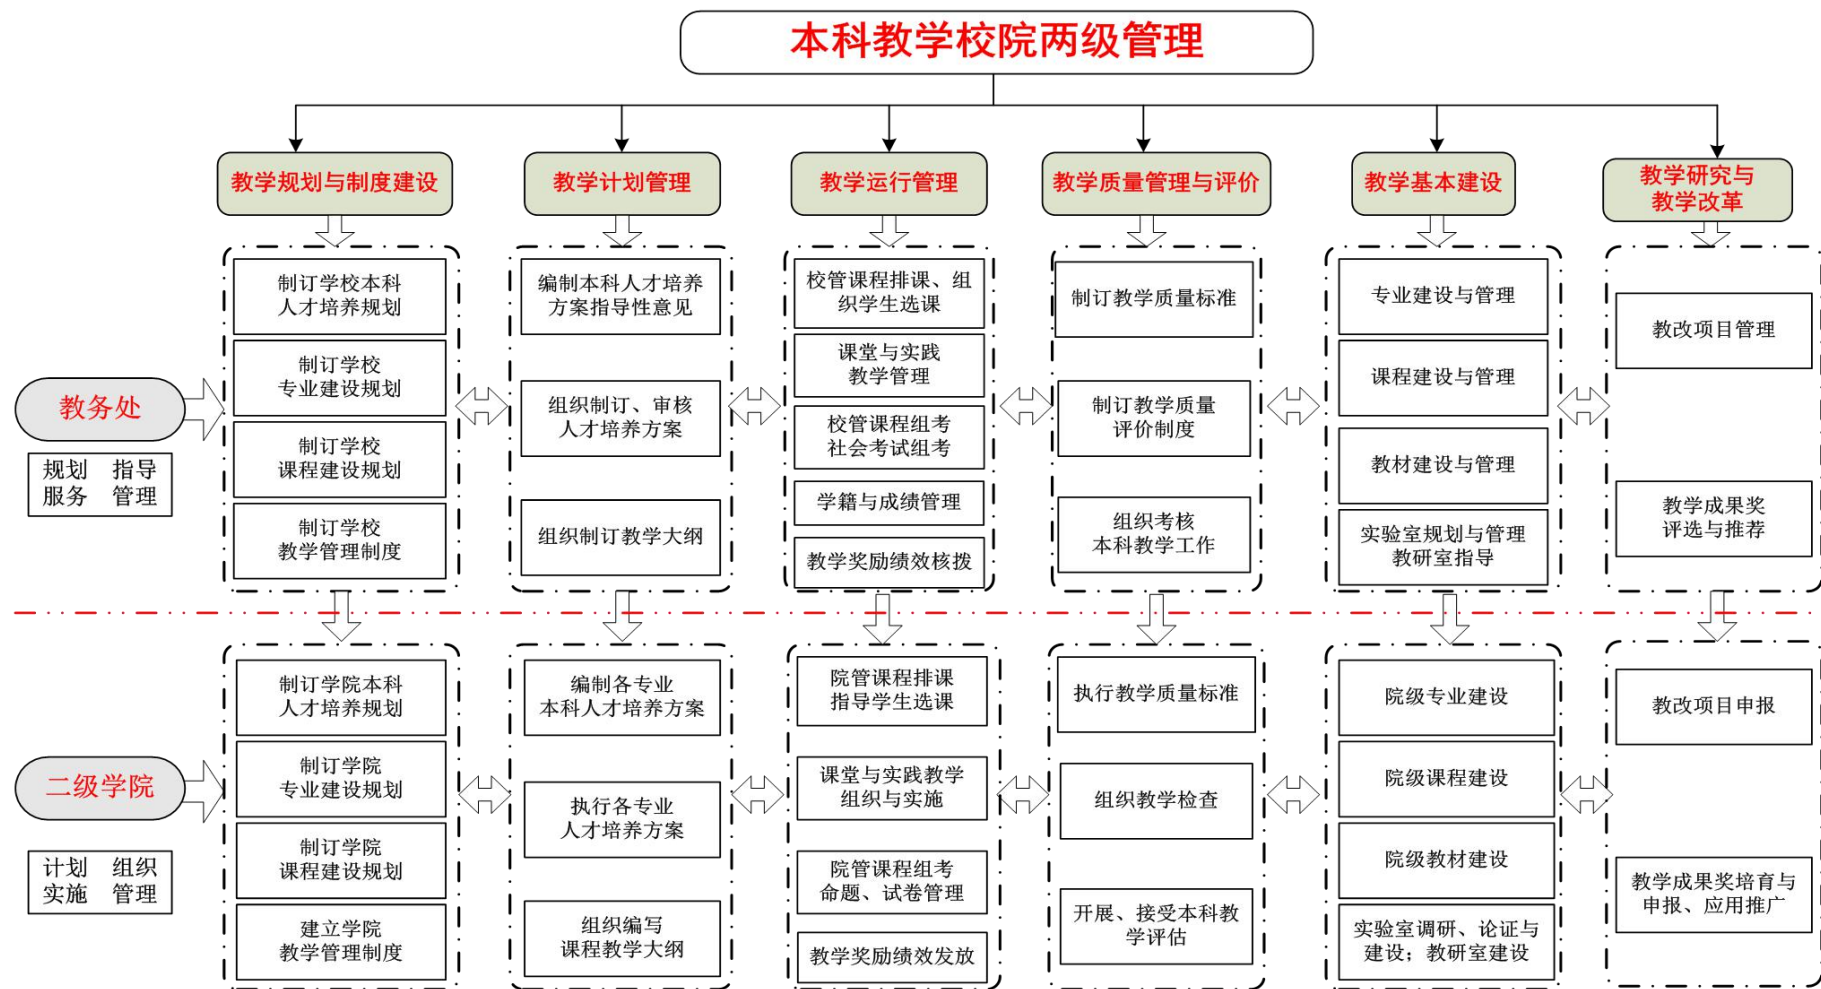 本科教学校院两级管理
教学规划与制度建设
教学计划管理
教学运行管理
教学质量管理与评价
教学基本建设
教学研究与
教学改革
教务处
规划 指导
服务 管理
制订学校本科
人才培养规划
制订学校
专业建设规划
制订学校
课程建设规划
制订学校
教学管理制度
编制本科人才培养
方案指导性意见
组织制订、审核
人才培养方案
组织制订教学大纲
校管课程排课、组
织学生选课
课堂与实践
教学管理
校管课程组考
社会考试组考
学籍与成绩管理
教学奖励绩效核拨
制订教学质量标准
制订教学质量
评价制度
组织考核
本科教学工作
专业建设与管理
课程建设与管理
教材建设与管理
实验室规划与管理
教研室指导
教改项目管理
教学成果奖
评选与推荐
二级学院
计划 组织
实施 管理
制订学院本科
人才培养规划
制订学院
专业建设规划
制订学院
课程建设规划
建立学院
教学管理制度
编制各专业
本科人才培养方案
执行各专业
人才培养方案
组织编写
课程教学大纲
院管课程排课
指导学生选课
课堂与实践教学
组织与实施
院管课程组考
命题、试卷管理
教学奖励绩效发放
执行教学质量标准
组织教学检查
开展、接受本科教
学评估
院级专业建设
院级课程建设
院级教材建设
实验室调研、论证与
建设；教研室建设
教改项目申报
教学成果奖培育与
申报、应用推广